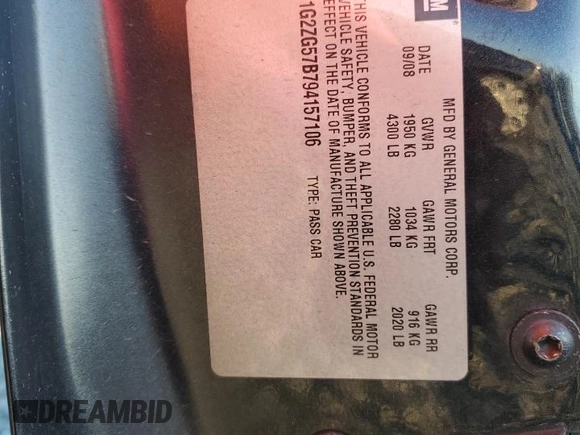 GM ®
MFD BY GENERAL MOTORS CORP.
DATE GVWR GAWR FRT GAWR RR
09/08 1950 KG 1034 KG 916 KG
4300 LB 2280 LB 2020 LB
THIS VEHICLE CONFORMS TO ALL APPLICABLE U.S. FEDERAL MOTOR
VEHICLE SAFETY, BUMPER, AND THEFT PREVENTION STANDARDS IN
EFFECT ON THE DATE OF MANUFACTURE SHOWN ABOVE.
1G2ZG57B794157106 TYPE: PASS CAR
DREAMBID